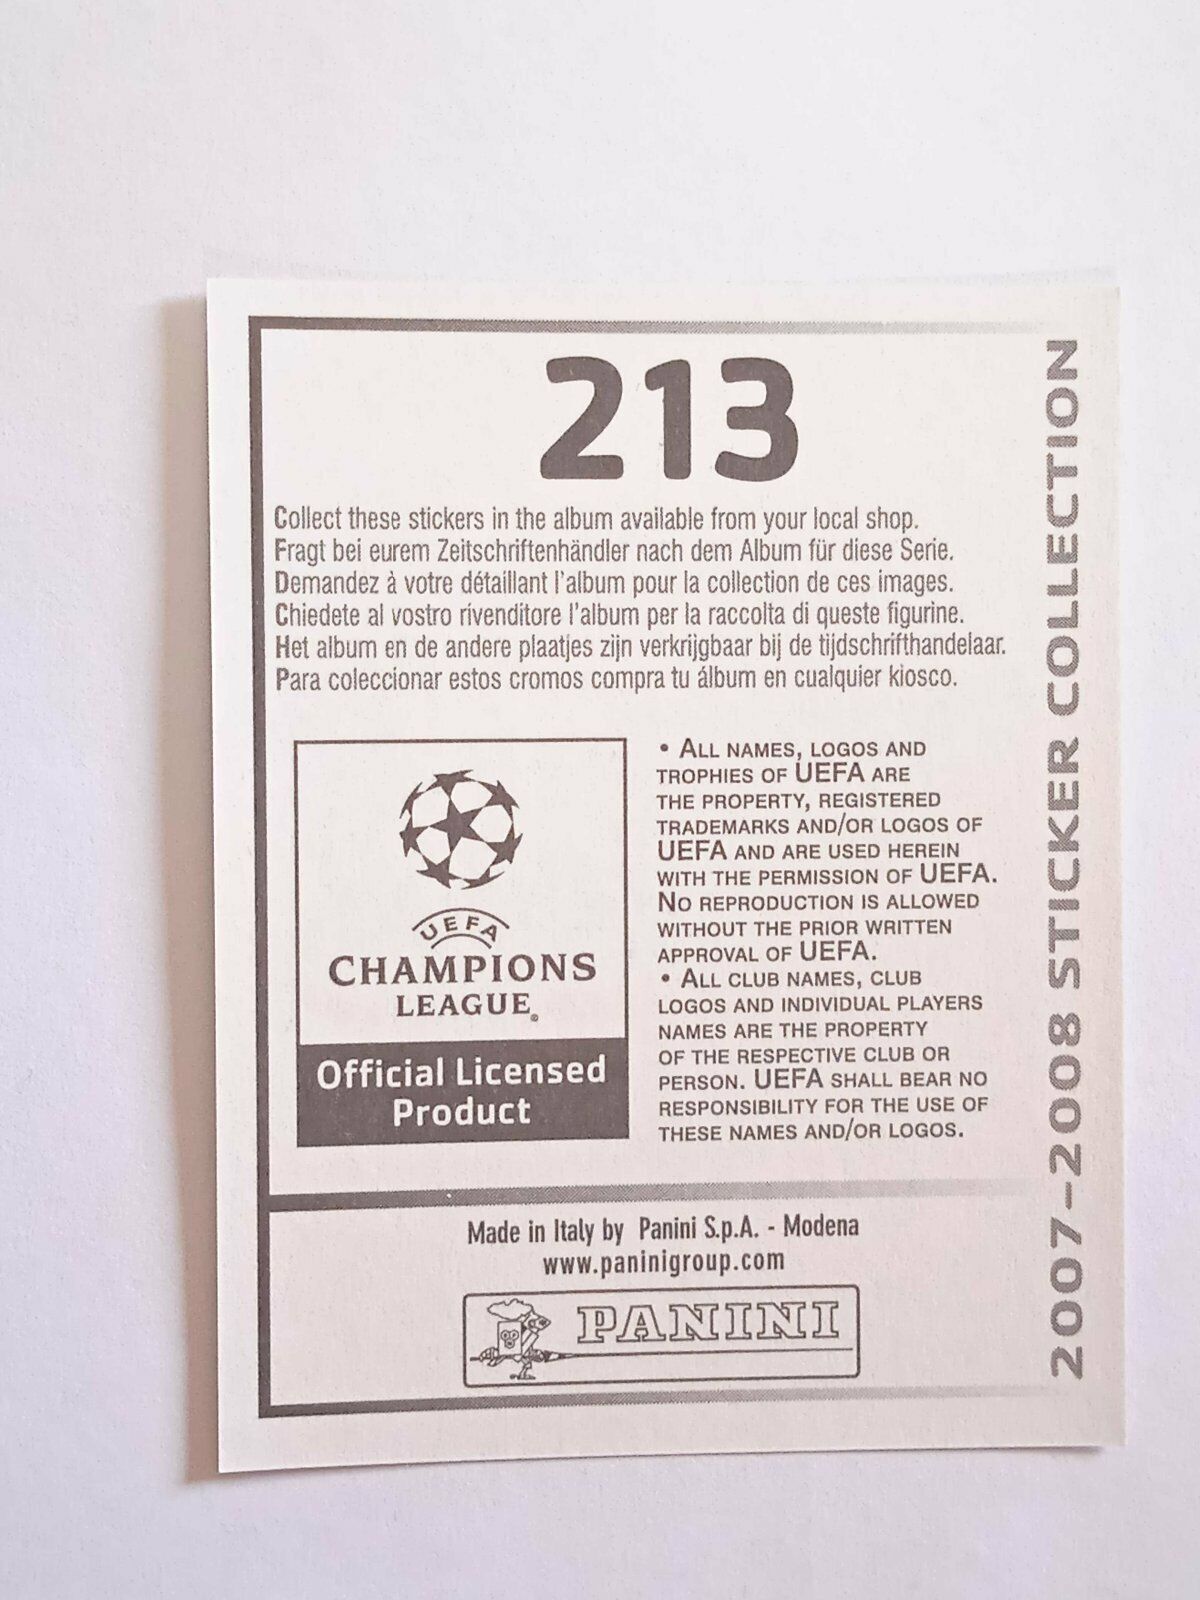 213
Collect these stickers in the album available from your local shop.
Fragt bei eurem Zeitschriftenhändler nach dem Album für diese Serie.
Demandez à votre détaillant l'album pour la collection de ces images.
Chiedete al vostro rivenditore l'album per la raccolta di queste figurine.
Het album en de andere plaatjes zijn verkrijgbaar bij de tijdschrifthandelaar.
Para coleccionar estos cromos compra tu álbum en cualquier kiosco.
UEFA
CHAMPIONS
LEAGUE®
Official Licensed
Product
• ALL NAMES, LOGOS AND
TROPHIES OF UEFA ARE
THE PROPERTY, REGISTERED
TRADEMARKS AND/OR LOGOS OF
UEFA AND ARE USED HEREIN
WITH THE PERMISSION OF UEFA.
NO REPRODUCTION IS ALLOWED
WITHOUT THE PRIOR WRITTEN
APPROVAL OF UEFA.
• ALL CLUB NAMES, CLUB
LOGOS AND INDIVIDUAL PLAYERS
NAMES ARE THE PROPERTY
OF THE RESPECTIVE CLUB OR
PERSON. UEFA SHALL BEAR NO
RESPONSIBILITY FOR THE USE OF
THESE NAMES AND/OR LOGOS.
Made in Italy by Panini S.p.A. - Modena
www.paninigroup.com
PANINI
2007-2008 STICKER COLLECTION